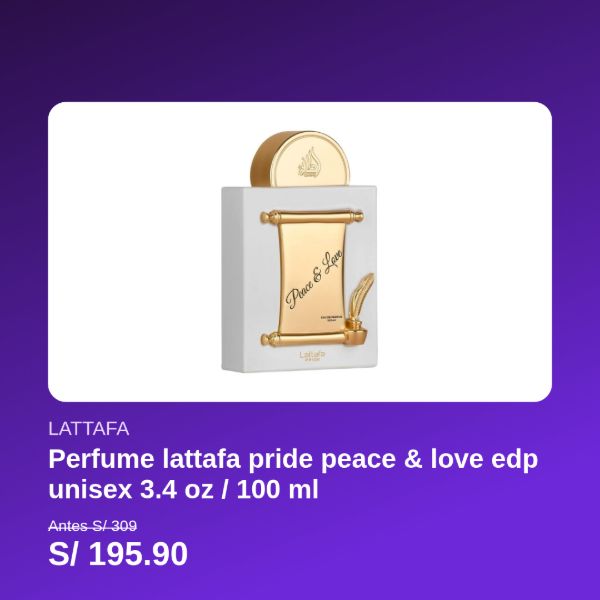 Peace & Love
Lattafa
PRIDE
LATTAFA
Perfume lattafa pride peace & love edp
unisex 3.4 oz / 100 ml
Antes S/ 309
S/ 195.90